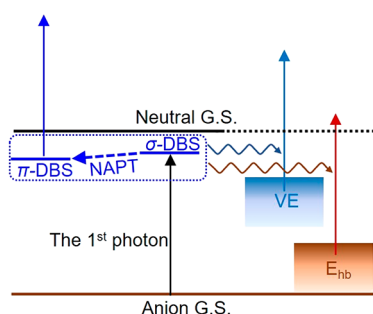 Neutral G.S.
σ-DBS
π-DBS
NAPT
VE
The 1st photon
Ehb
Anion G.S.